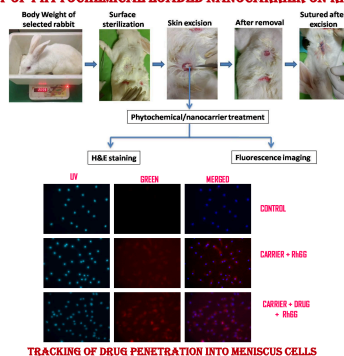 Body Weight of
selected rabbit
Surface
sterilization
Skin excision
After removal
Sutured after
excision
Phytochemical/nanocarrier treatment
H&E staining
Fluorescence imaging
UV
GREEN
MERGED
CONTROL
CARRIER + Rh6G
CARRIER + DRUG
+ Rh6G
TRACKING OF DRUG PENETRATION INTO MENISCUS CELLS